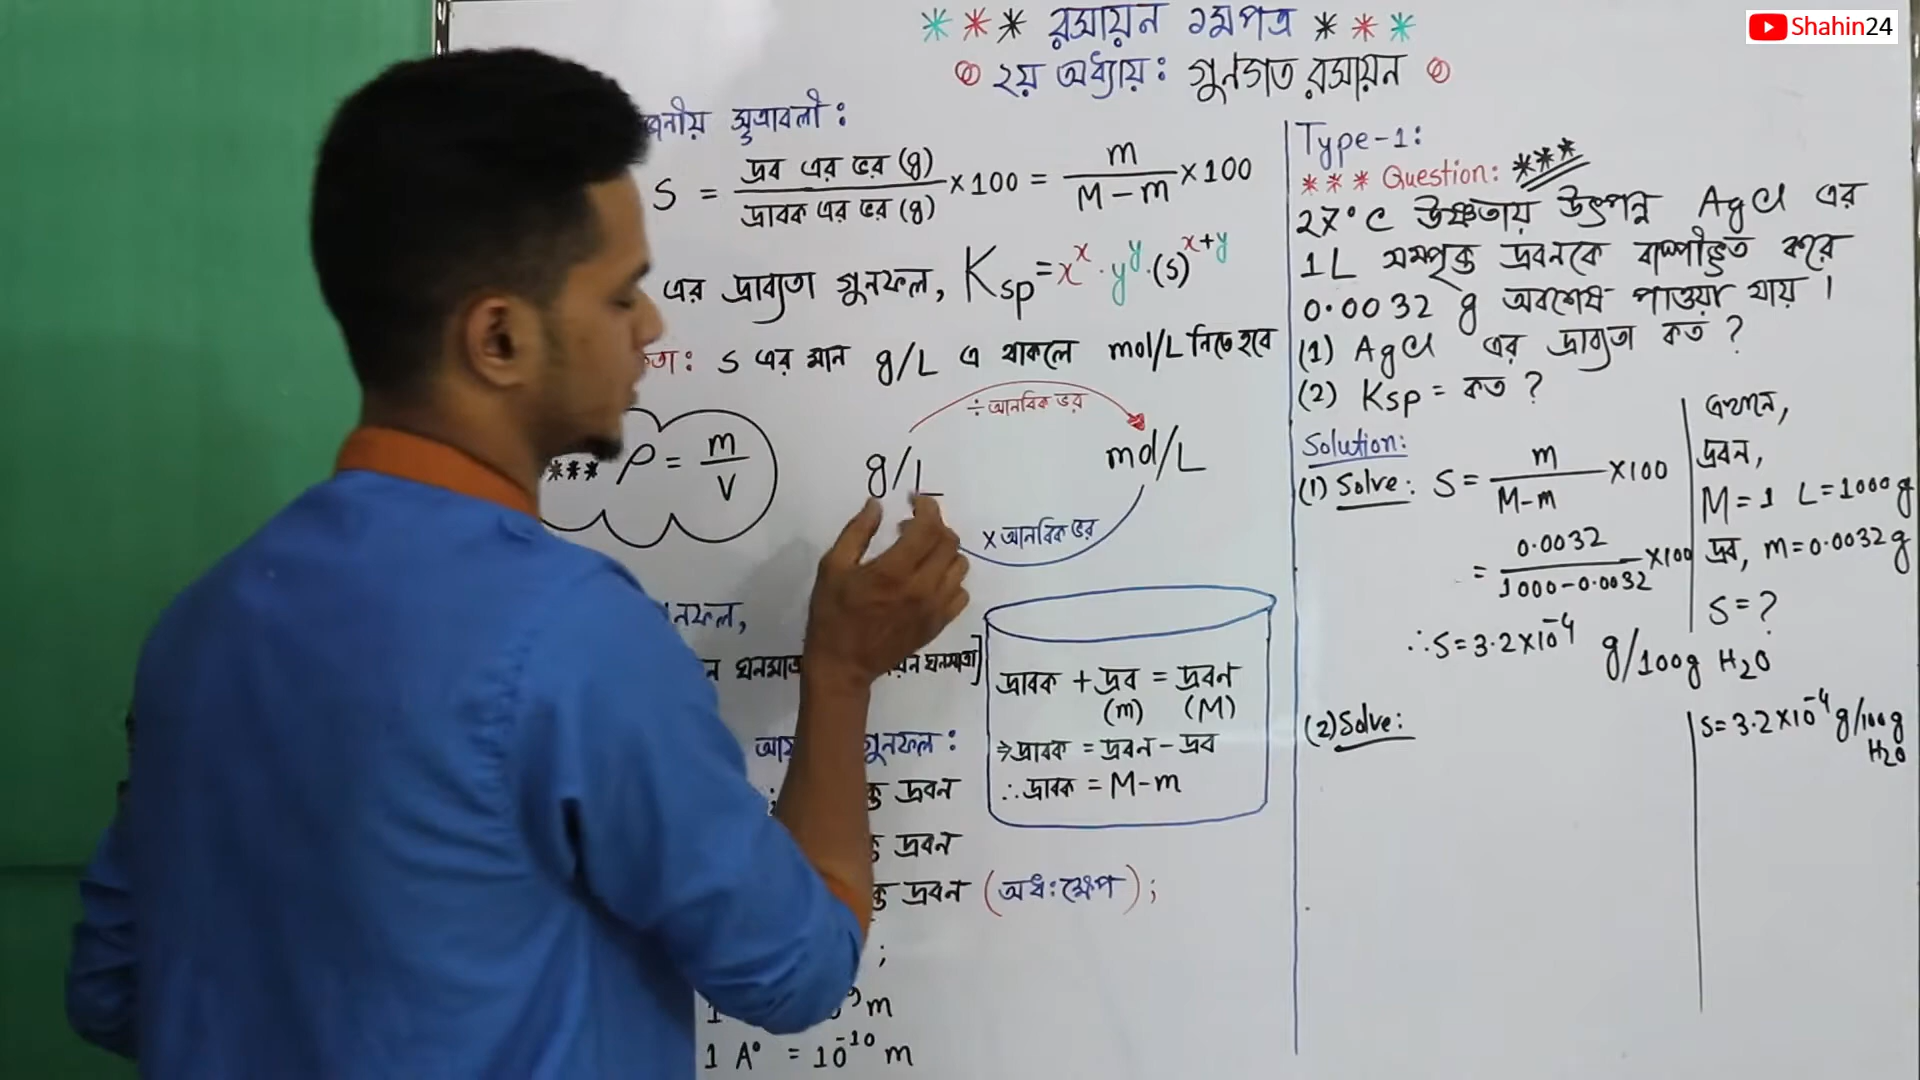 Shahin24
*** রসায়ন ১মপত্র ***
২য় অধ্যায়: গুনগত রসায়ন
সূত্রাবলী:
S = দ্রব এর ভর (g) / দ্রাবক এর ভর (g) × 100 = m / M - m × 100
এর দ্রাব্যতা গুনফল, Ksp = x^x · y^y · (s)^x+y
S এর মান g/L এ থাকলে mol/L নিতে হবে
÷ আনবিক ভর
*** ρ = m / V
g/L mol/L
× আনবিক ভর
দ্রাবক + দ্রব = দ্রবন
(m) (M)
⇒ দ্রাবক = দ্রবন - দ্রব
∴ দ্রাবক = M-m
দ্রবন
দ্রবন
দ্রবন (অধঃক্ষেপ);
;
1 A° = 10^-10 m
Type-1:
*** Question: ***
27°C উষ্ণতায় উৎপন্ন AgCl এর
1L সম্পৃক্ত দ্রবনকে বাষ্পীভুত করে
0.0032 g অবশেষ পাওয়া যায়।
(1) AgCl এর দ্রাব্যতা কত?
(2) Ksp = কত?
Solution:
(1) Solve: S = m / M-m × 100
= 0.0032 / 1000-0.0032 × 100
∴ S = 3.2×10^-4 g/100g H2O
এখানে,
দ্রবন,
M = 1 L = 1000 g
দ্রব, m = 0.0032 g
S = ?
(2) Solve:
S = 3.2×10^-4 g/100g
H2O